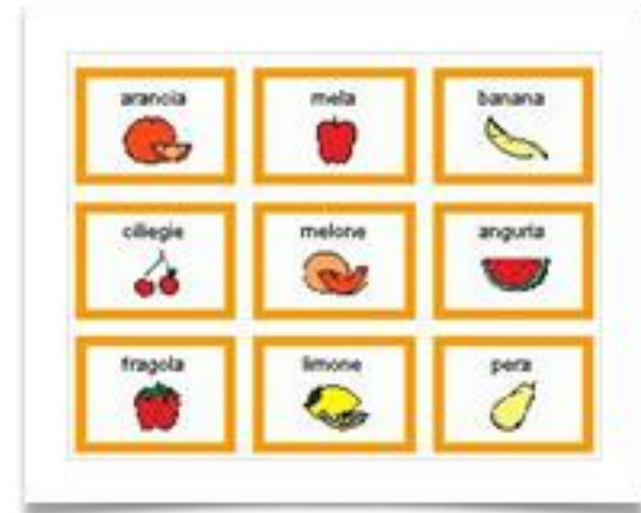 arancia mela banana
ciliegie melone anguria
fragola limone pera